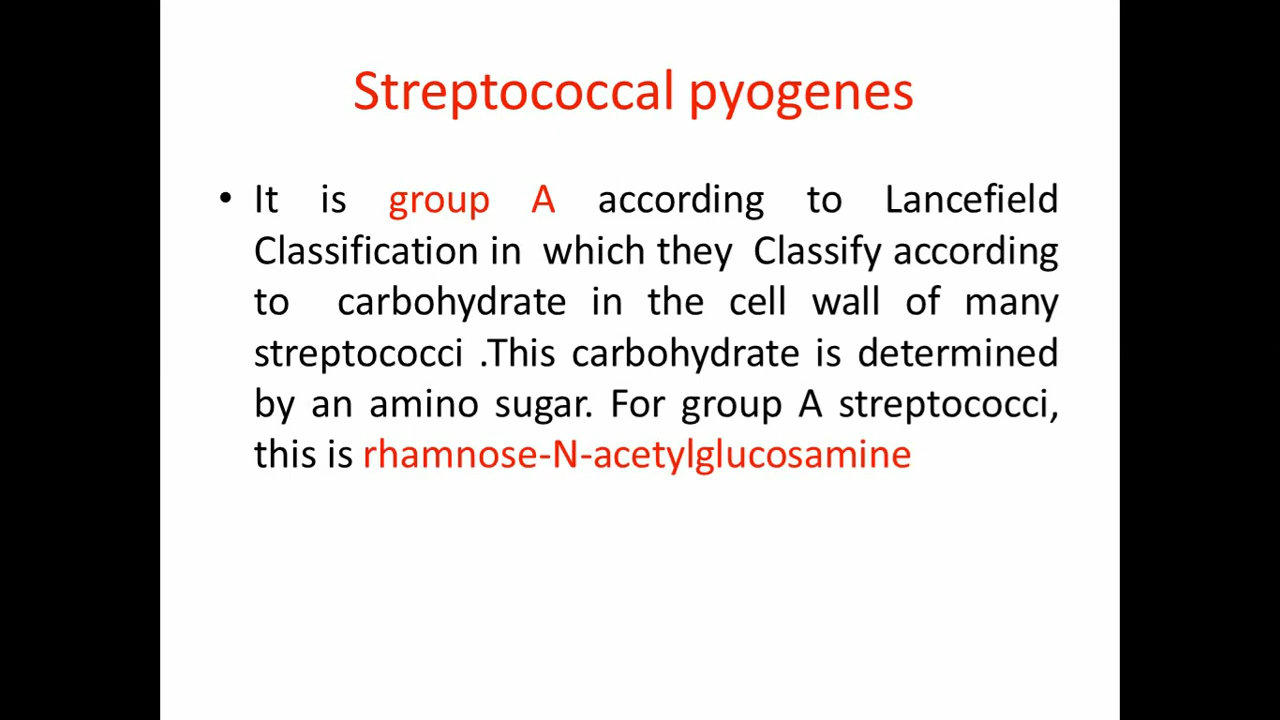 Streptococcal pyogenes
• It is group A according to Lancefield
Classification in which they Classify according
to carbohydrate in the cell wall of many
streptococci .This carbohydrate is determined
by an amino sugar. For group A streptococci,
this is rhamnose-N-acetylglucosamine